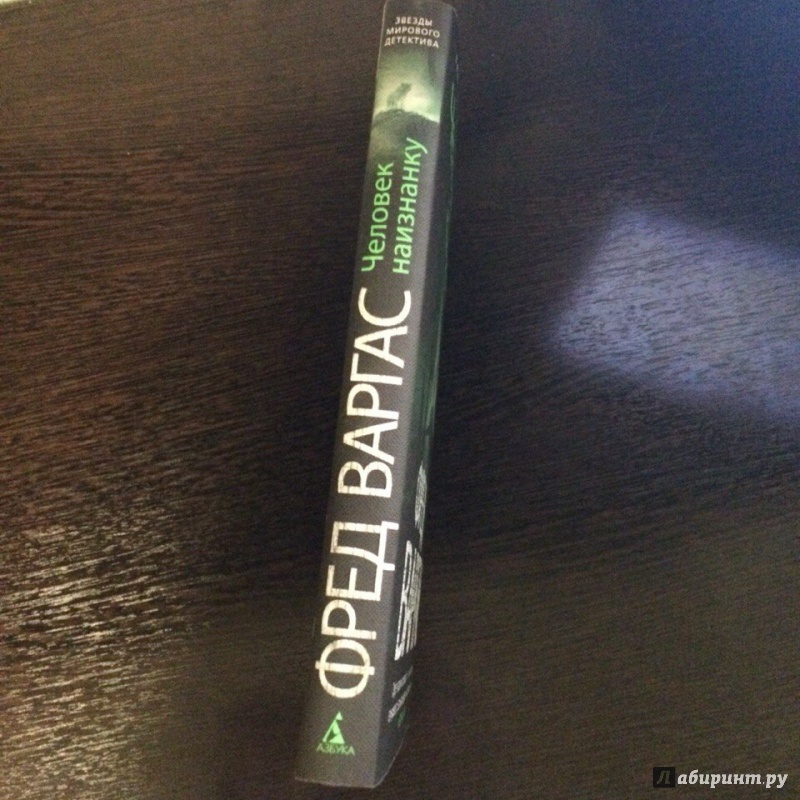 ЗВЕЗДЫ
МИРОВОГО
ДЕТЕКТИВА
Человек
наизнанку
ФРЕД ВАРГАС
АЗБУКА
Лабиринт.ру